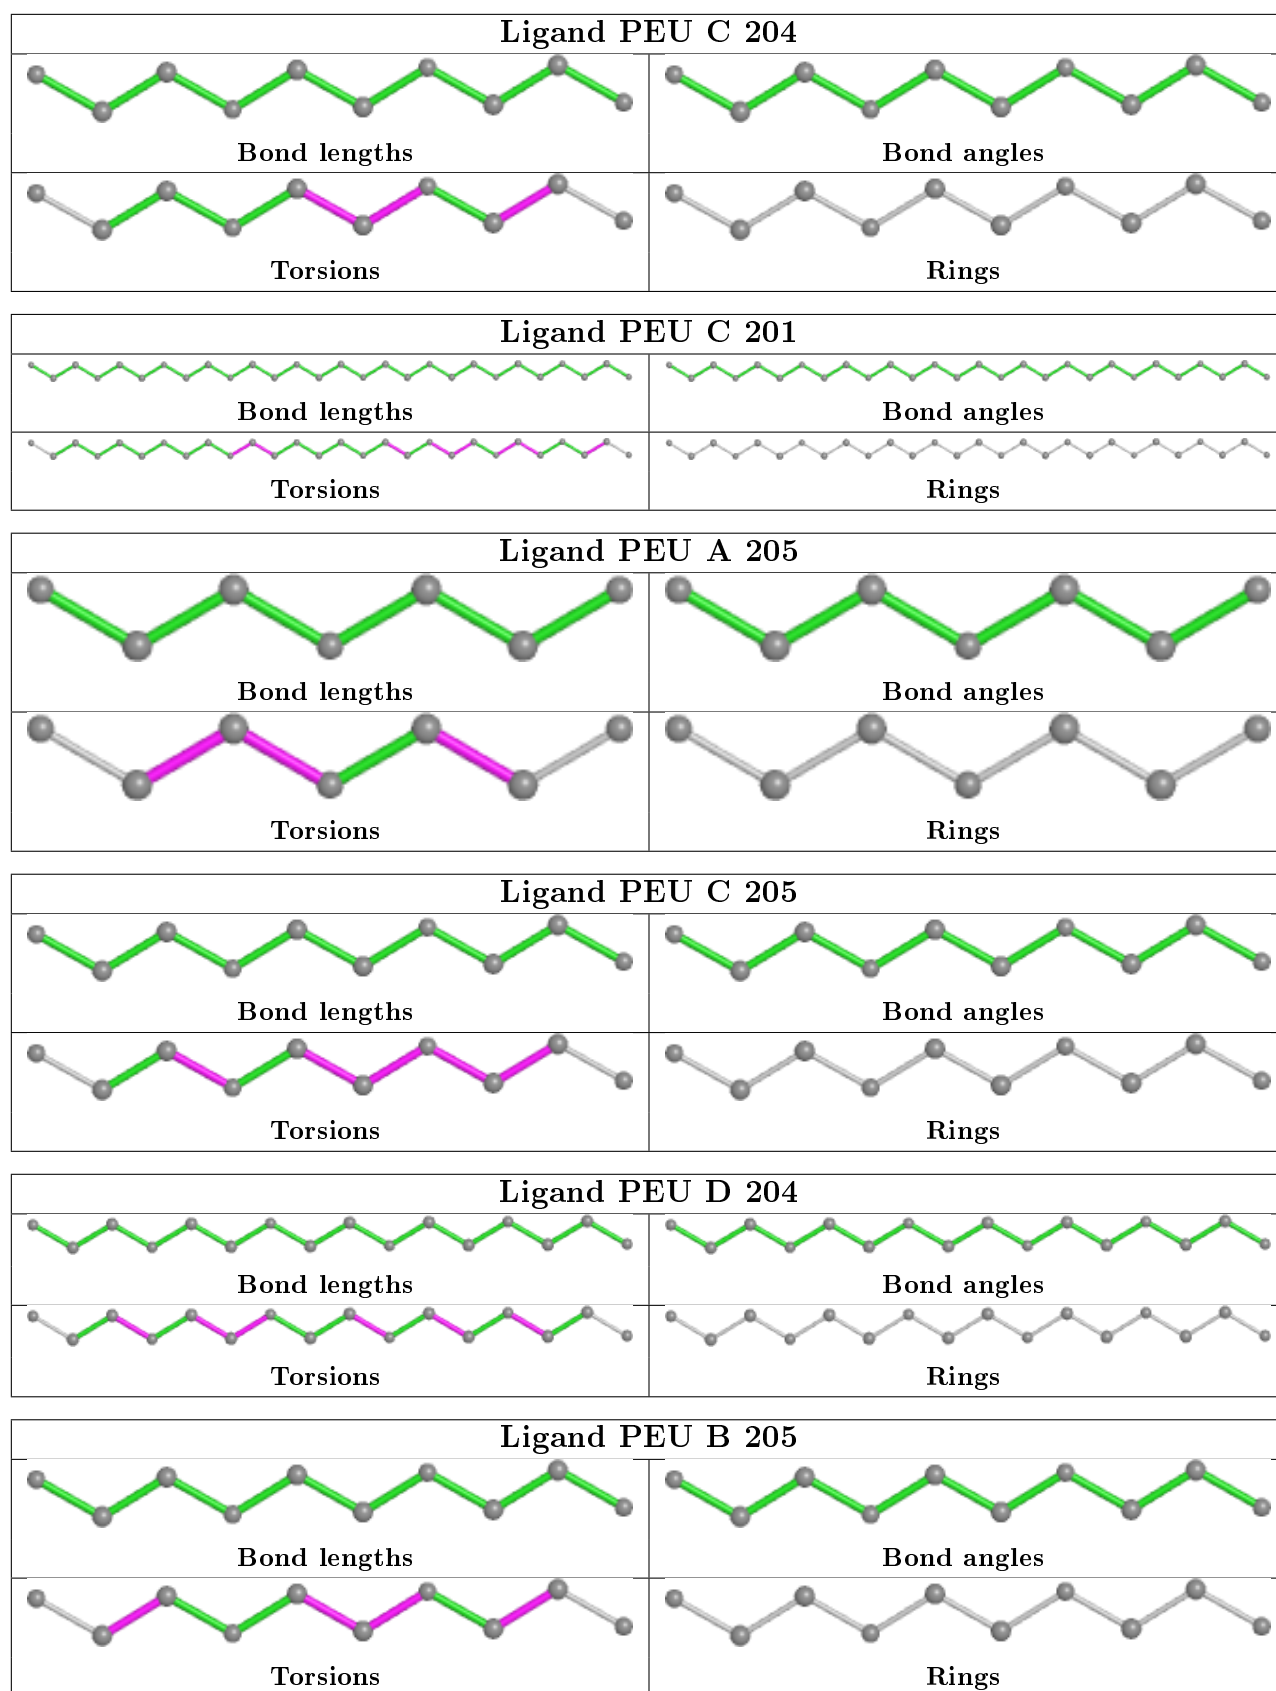 Ligand PEU C 204
Bond lengths Bond angles
Torsions Rings
Ligand PEU C 201
Bond lengths Bond angles
Torsions Rings
Ligand PEU A 205
Bond lengths Bond angles
Torsions Rings
Ligand PEU C 205
Bond lengths Bond angles
Torsions Rings
Ligand PEU D 204
Bond lengths Bond angles
Torsions Rings
Ligand PEU B 205
Bond lengths Bond angles
Torsions Rings